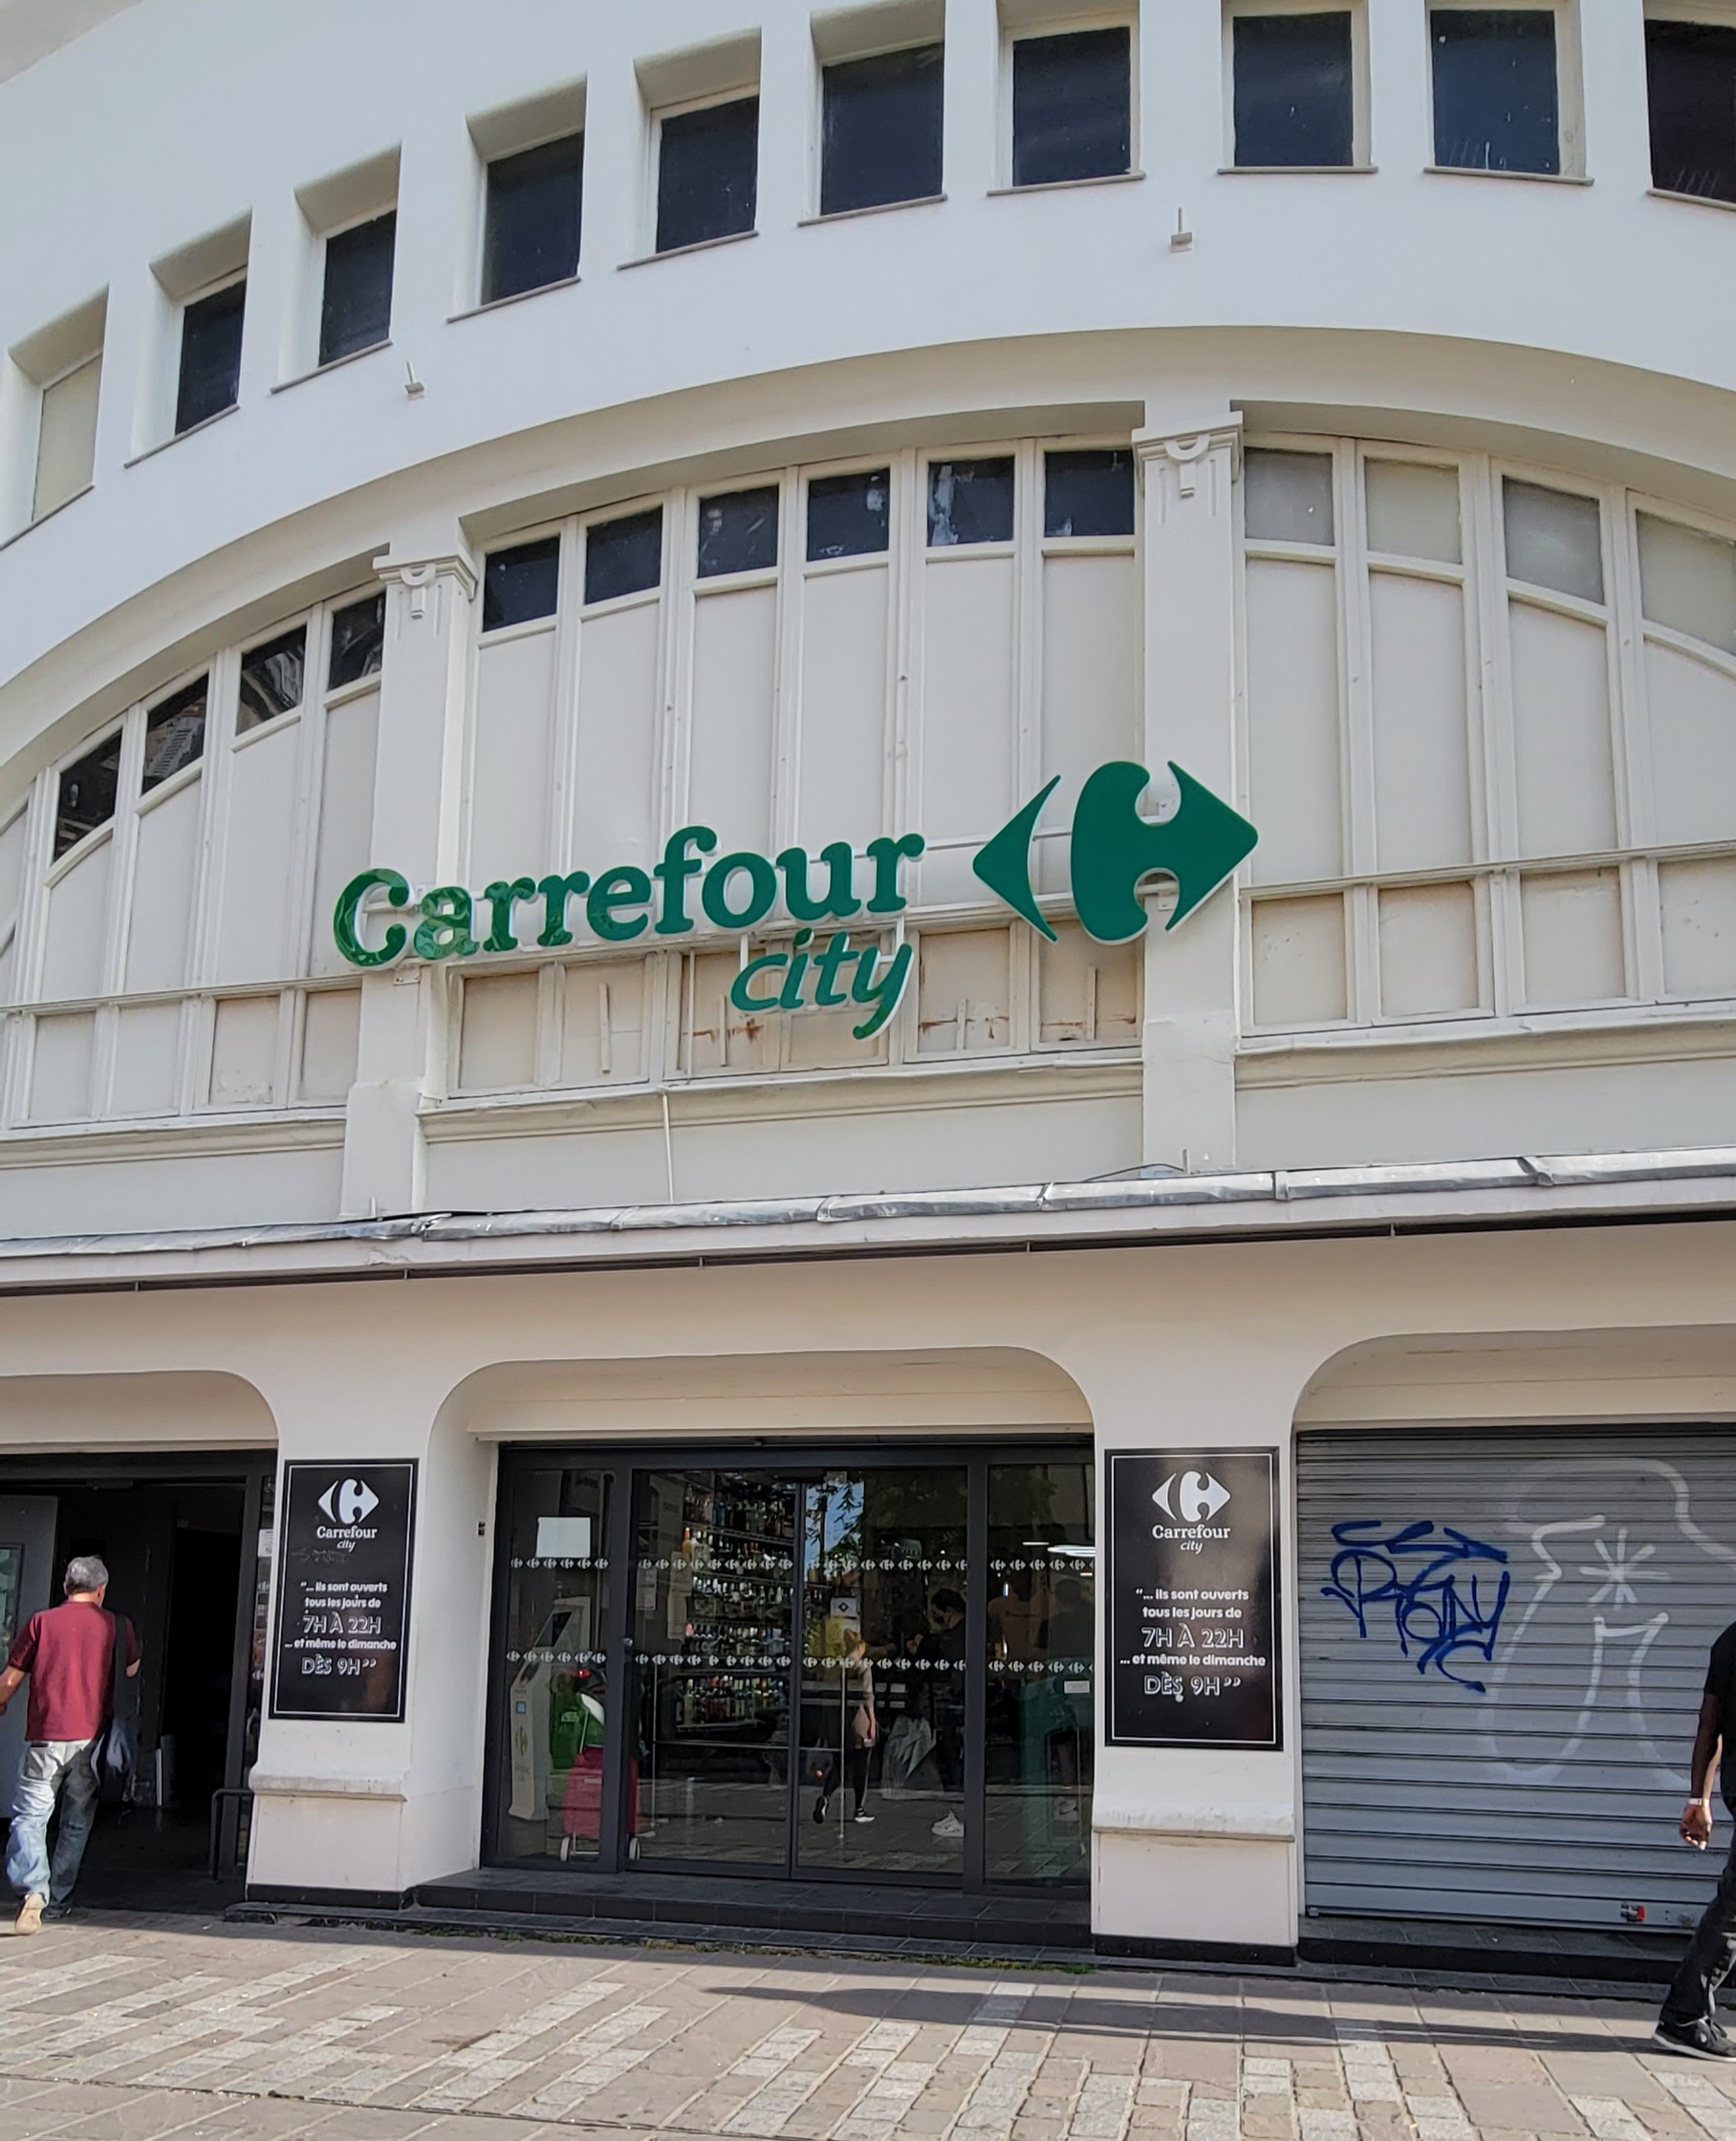 Carrefour
city
Carrefour
city
“... ils sont ouverts
tous les jours de
7H À 22H
... et même le dimanche
DÈS 9H”
Carrefour
city
“... ils sont ouverts
tous les jours de
7H À 22H
... et même le dimanche
DÈS 9H”